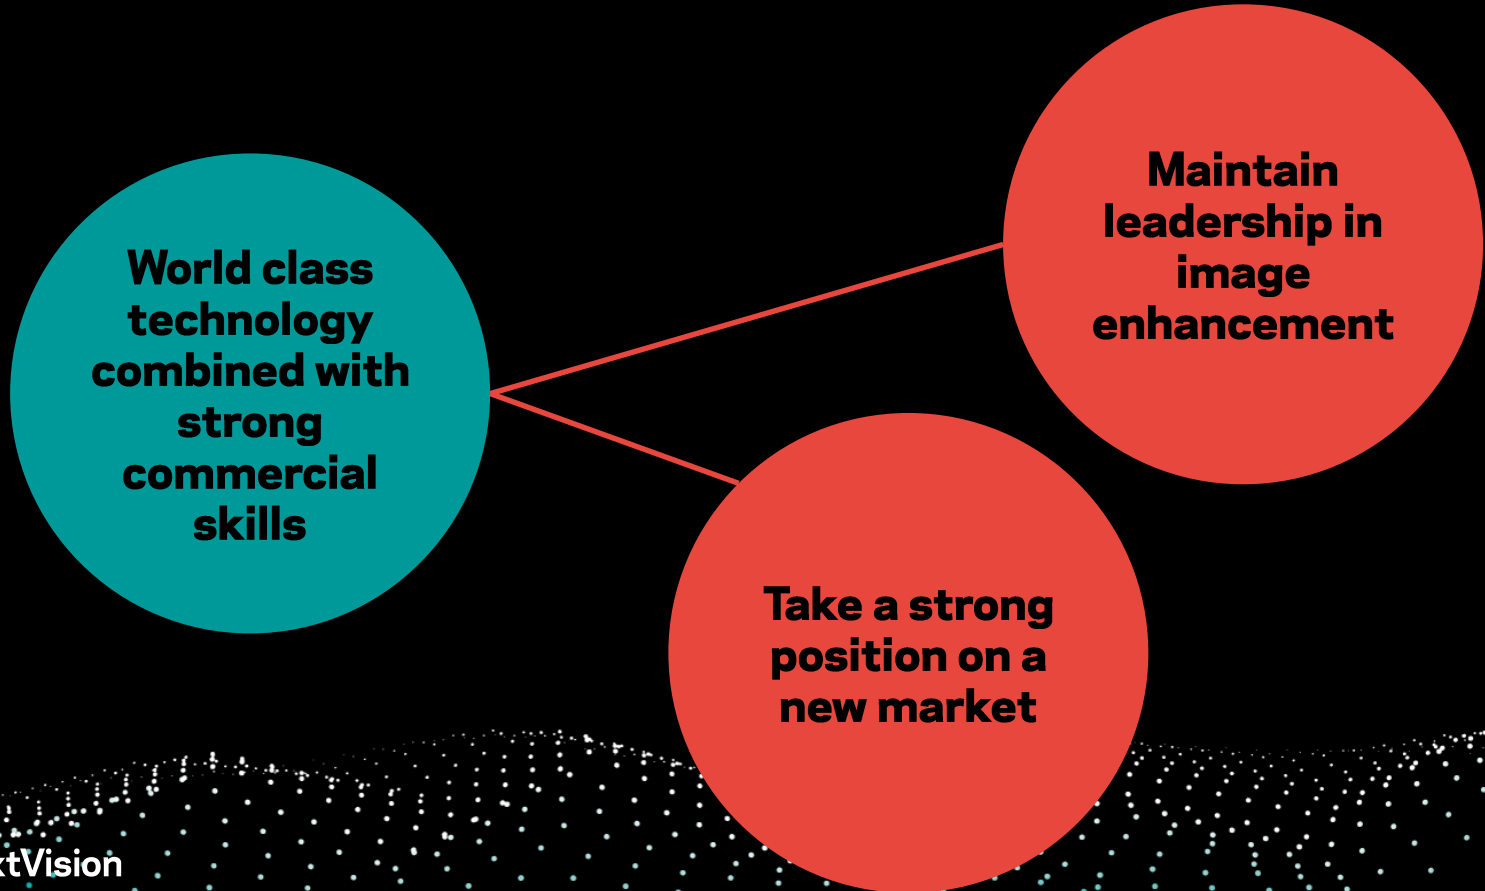 World class
technology
combined with
strong
commercial
skills
Maintain
leadership in
image
enhancement
Take a strong
position on a
new market
tVision